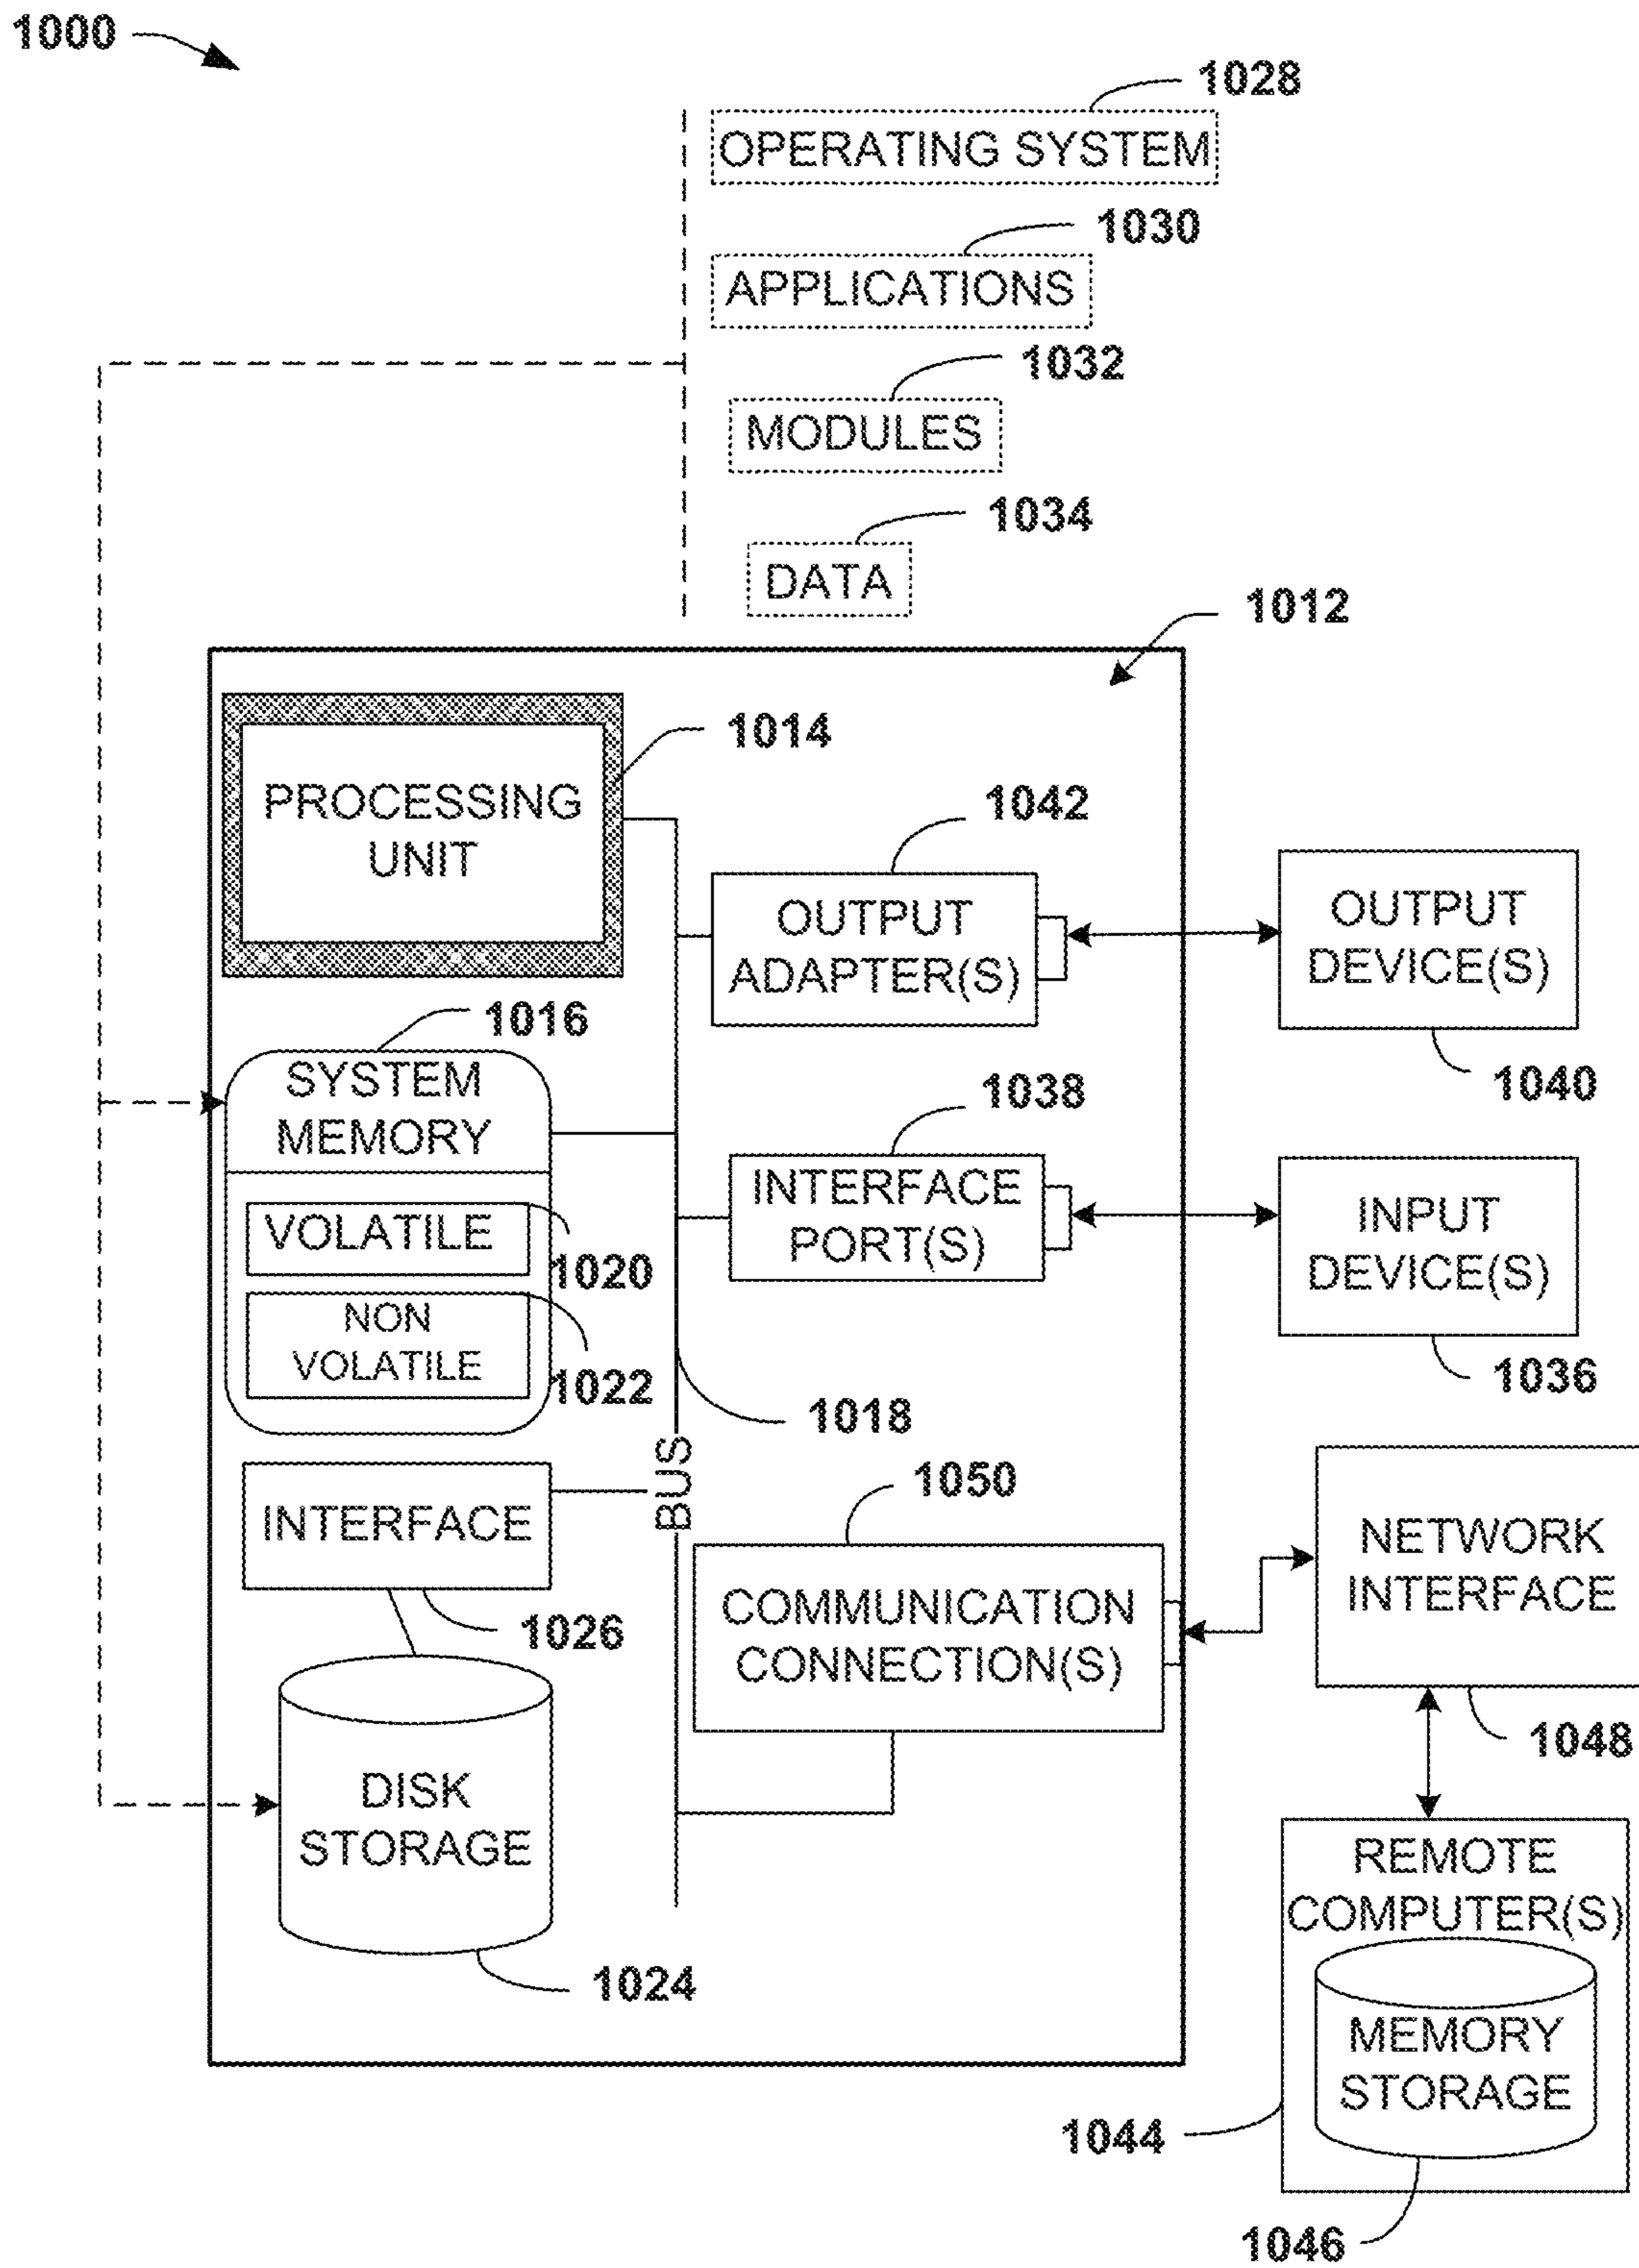 1000
1028
OPERATING SYSTEM
1030
APPLICATIONS
1032
MODULES
1034
DATA
1012
1014
PROCESSING
UNIT
1042
OUTPUT
ADAPTER(S)
OUTPUT
DEVICE(S)
1040
1016
SYSTEM
MEMORY
VOLATILE
1020
NON
VOLATILE
1022
1038
INTERFACE
PORT(S)
INPUT
DEVICE(S)
1036
1018
BUS
INTERFACE
1026
1050
COMMUNICATION
CONNECTION(S)
NETWORK
INTERFACE
1048
DISK
STORAGE
1024
REMOTE
COMPUTER(S)
MEMORY
STORAGE
1044
1046